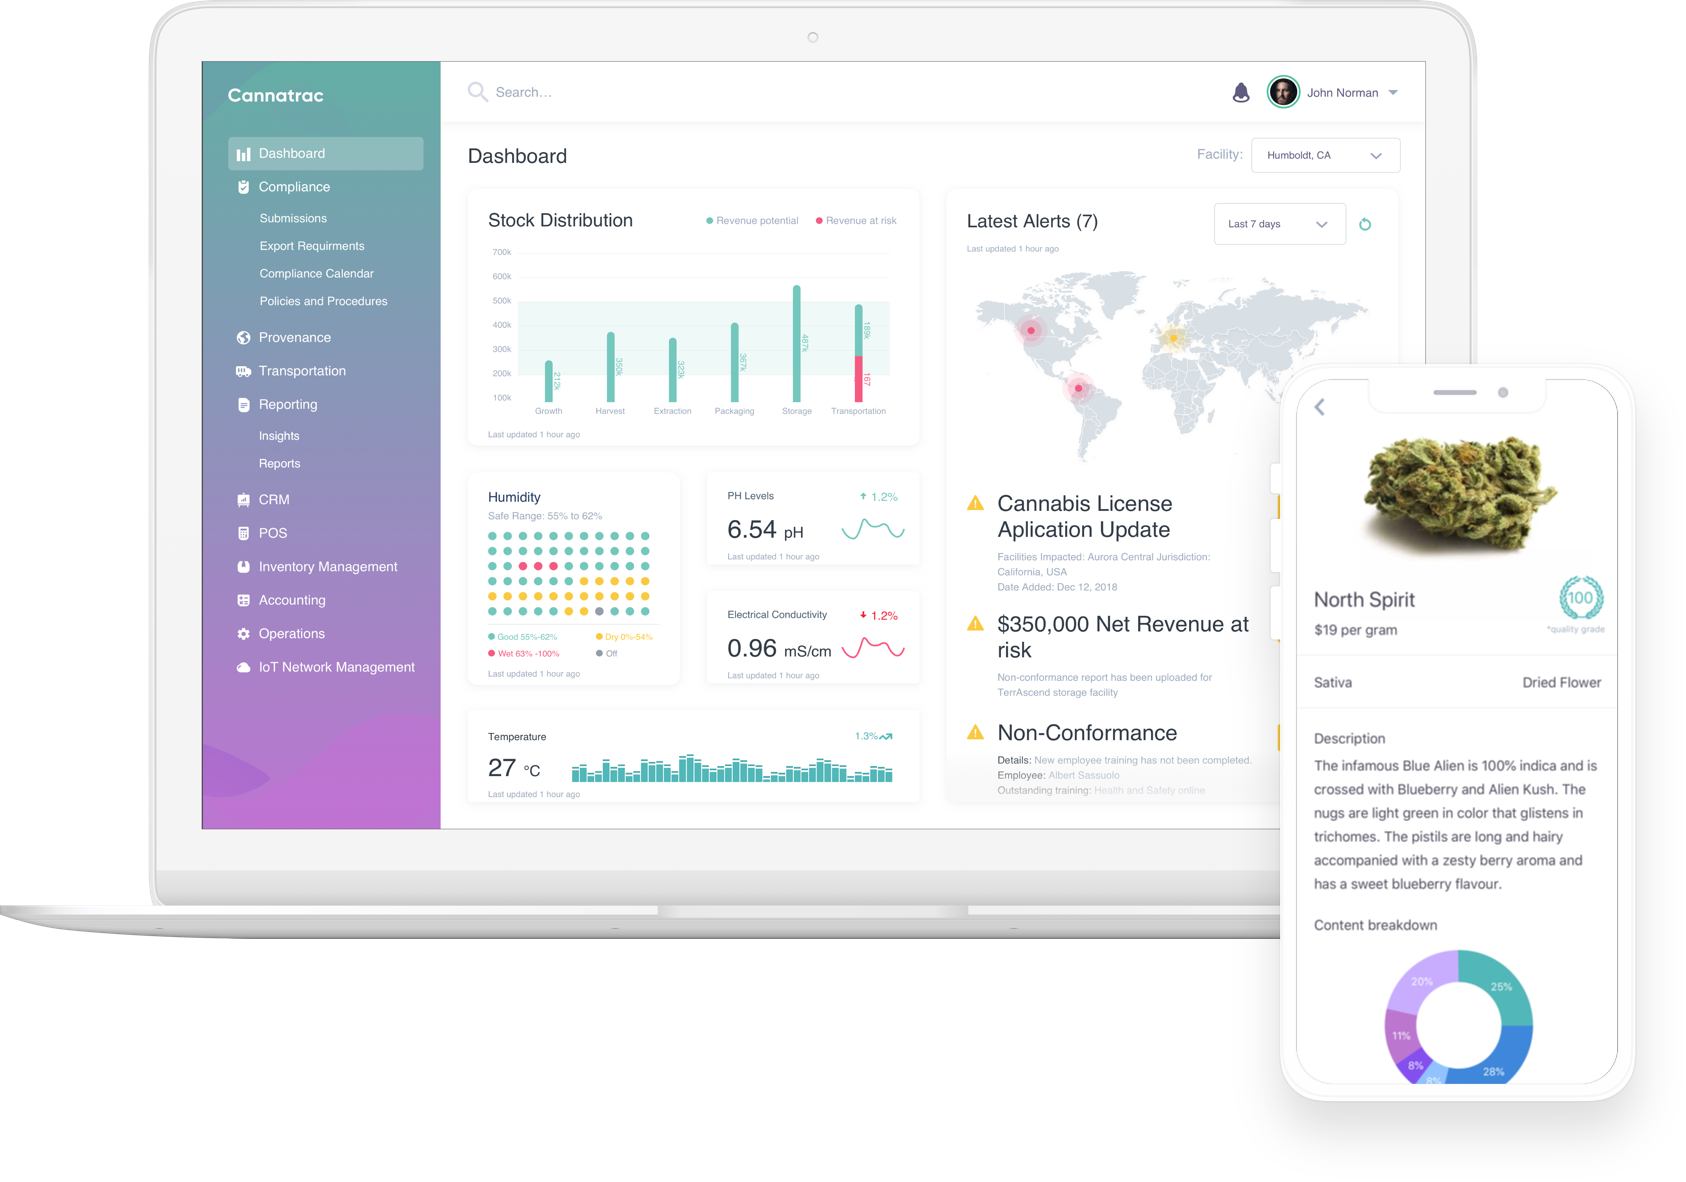 Cannatrac
Dashboard
Compliance
Submissions
Export Requirments
Compliance Calendar
Policies and Procedures
Provenance
Transportation
Reporting
Insights
Reports
CRM
POS
Inventory Management
Accounting
Operations
IoT Network Management
Search...
John Norman
Dashboard
Facility:
Humboldt, CA
Stock Distribution
Revenue potential
Revenue at risk
700k
600k
500k
400k
300k
200k
100k
212k
350k
323k
367k
487k
189k
167
Growth
Harvest
Extraction
Packaging
Storage
Transportation
Last updated 1 hour ago
Humidity
Safe Range: 55% to 62%
Good 55%-62%
Dry 0%-54%
Wet 63% -100%
Off
Last updated 1 hour ago
PH Levels
1.2%
6.54 pH
Last updated 1 hour ago
Electrical Conductivity
1.2%
0.96 mS/cm
Last updated 1 hour ago
Temperature
1.3%
27 °C
Last updated 1 hour ago
Latest Alerts (7)
Last 7 days
Last updated 1 hour ago
Cannabis License
Aplication Update
Facilities Impacted: Aurora Central Jurisdiction:
California, USA
Date Added: Dec 12, 2018
$350,000 Net Revenue at
risk
Non-conformance report has been uploaded for
TerrAscend storage facility
Non-Conformance
Details: New employee training has not been completed.
Employee: Albert Sassuolo
Outstanding training: Health and Safety online
North Spirit
100
$19 per gram
*quality grade
Sativa
Dried Flower
Description
The infamous Blue Alien is 100% indica and is
crossed with Blueberry and Alien Kush. The
nugs are light green in color that glistens in
trichomes. The pistils are long and hairy
accompanied with a zesty berry aroma and
has a sweet blueberry flavour.
Content breakdown
20%
25%
11%
8%
8%
28%